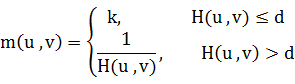 m(u ,v) = { k, H(u ,v) ≤ d
1 / H(u ,v) , H(u ,v) > d